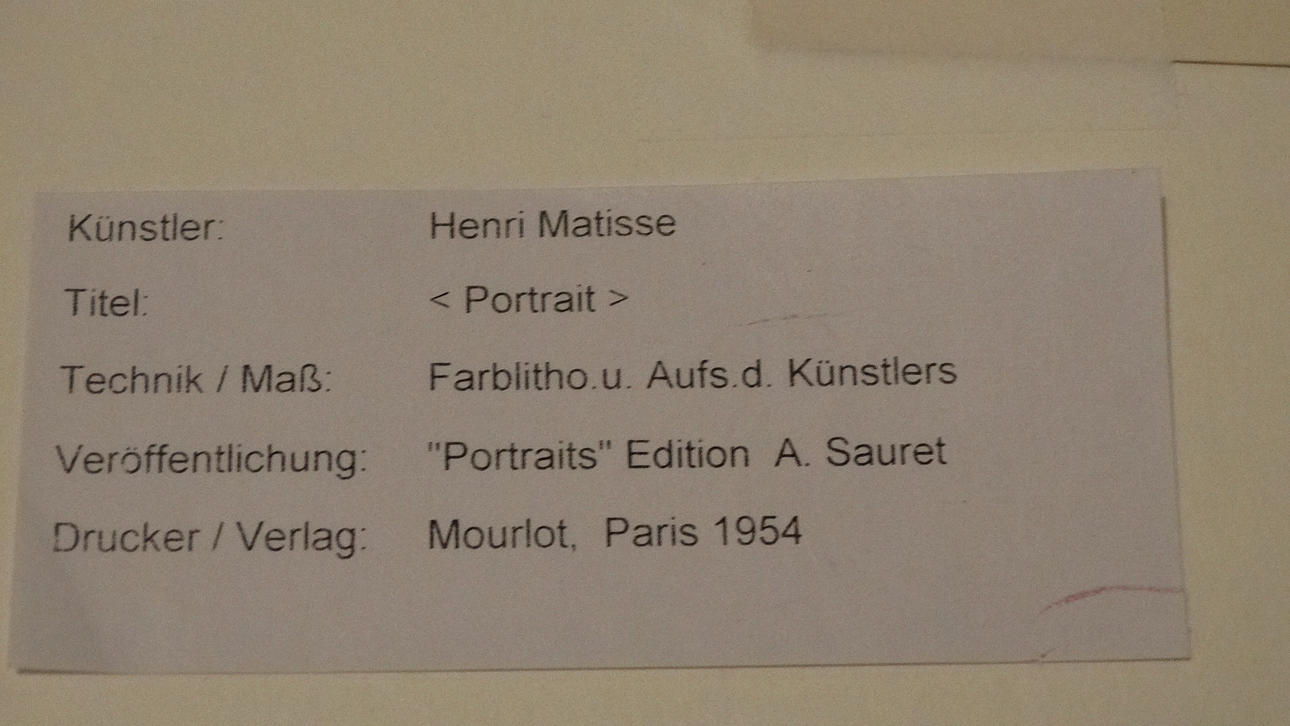 Künstler: Henri Matisse
Titel: < Portrait >
Technik / Maß: Farblitho.u. Aufs.d. Künstlers
Veröffentlichung: "Portraits" Edition A. Sauret
Drucker / Verlag: Mourlot, Paris 1954